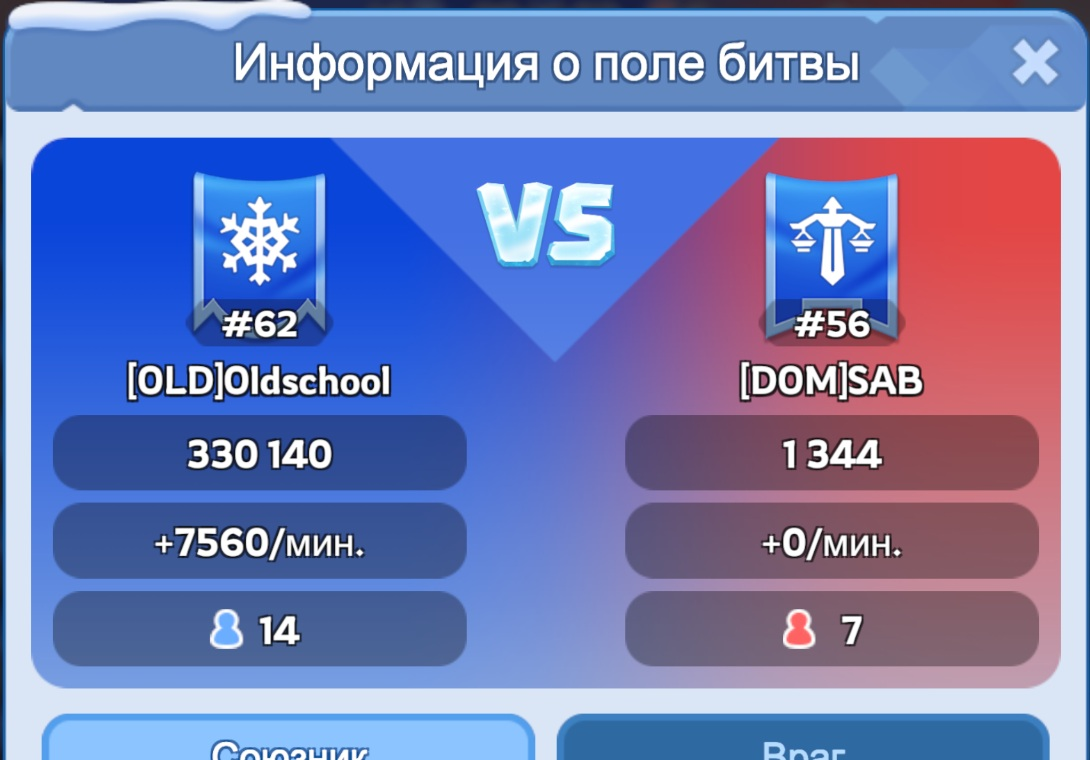 Информация о поле битвы
VS
#62
#56
[OLD]Oldschool
[DOM]SAB
330 140
1 344
+7560/мин.
+0/мин.
14
7
Союзник
Враг